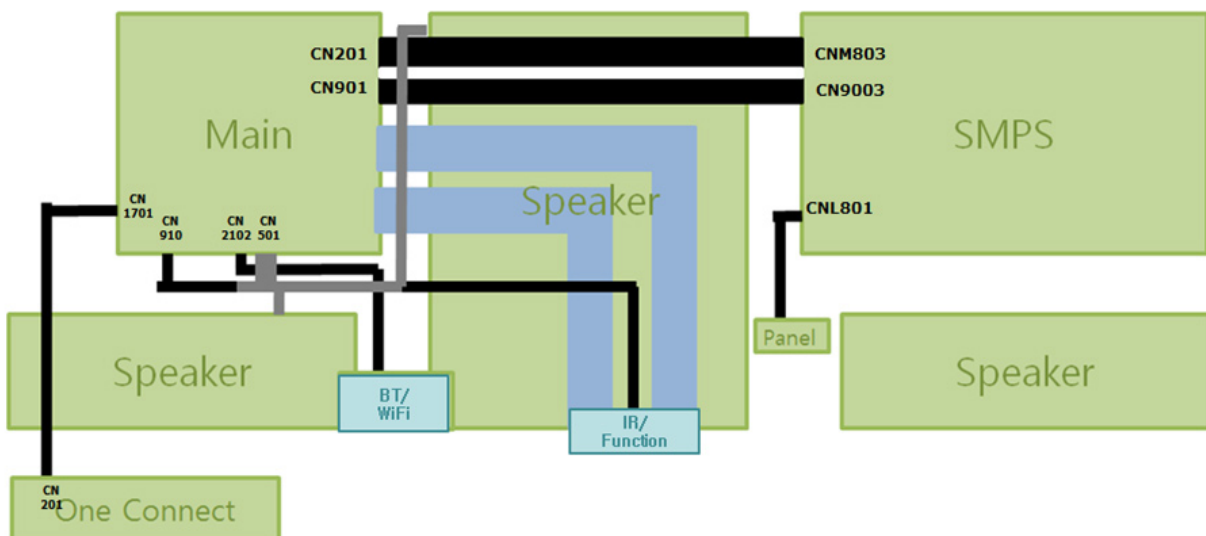 CN201
CNM803
CN901
CN9003
Main
SMPS
Speaker
CN
1701
CN
910
CN
2102
CN
501
CNL801
Panel
Speaker
Speaker
BT/
WiFi
IR/
Function
CN
201
One Connect